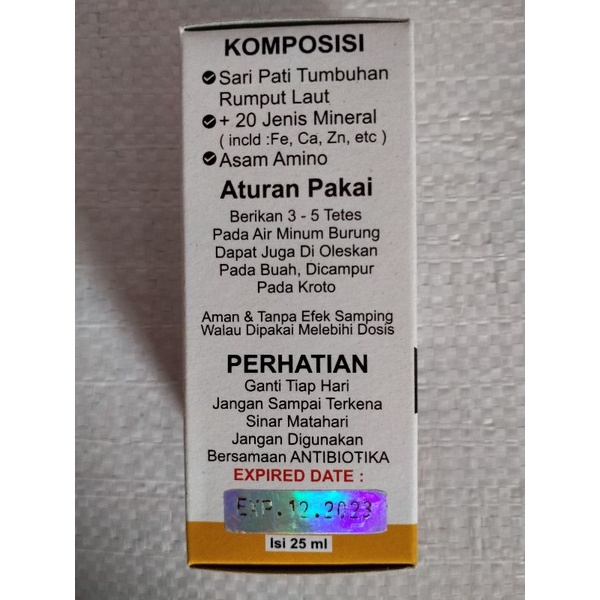 KOMPOSISI
Sari Pati Tumbuhan
Rumput Laut
+ 20 Jenis Mineral
( incld :Fe, Ca, Zn, etc )
Asam Amino
Aturan Pakai
Berikan 3 - 5 Tetes
Pada Air Minum Burung
Dapat Juga Di Oleskan
Pada Buah, Dicampur
Pada Kroto
Aman & Tanpa Efek Samping
Walau Dipakai Melebihi Dosis
PERHATIAN
Ganti Tiap Hari
Jangan Sampai Terkena
Sinar Matahari
Jangan Digunakan
Bersamaan ANTIBIOTIKA
EXPIRED DATE :
EXP.12.2023
Isi 25 ml